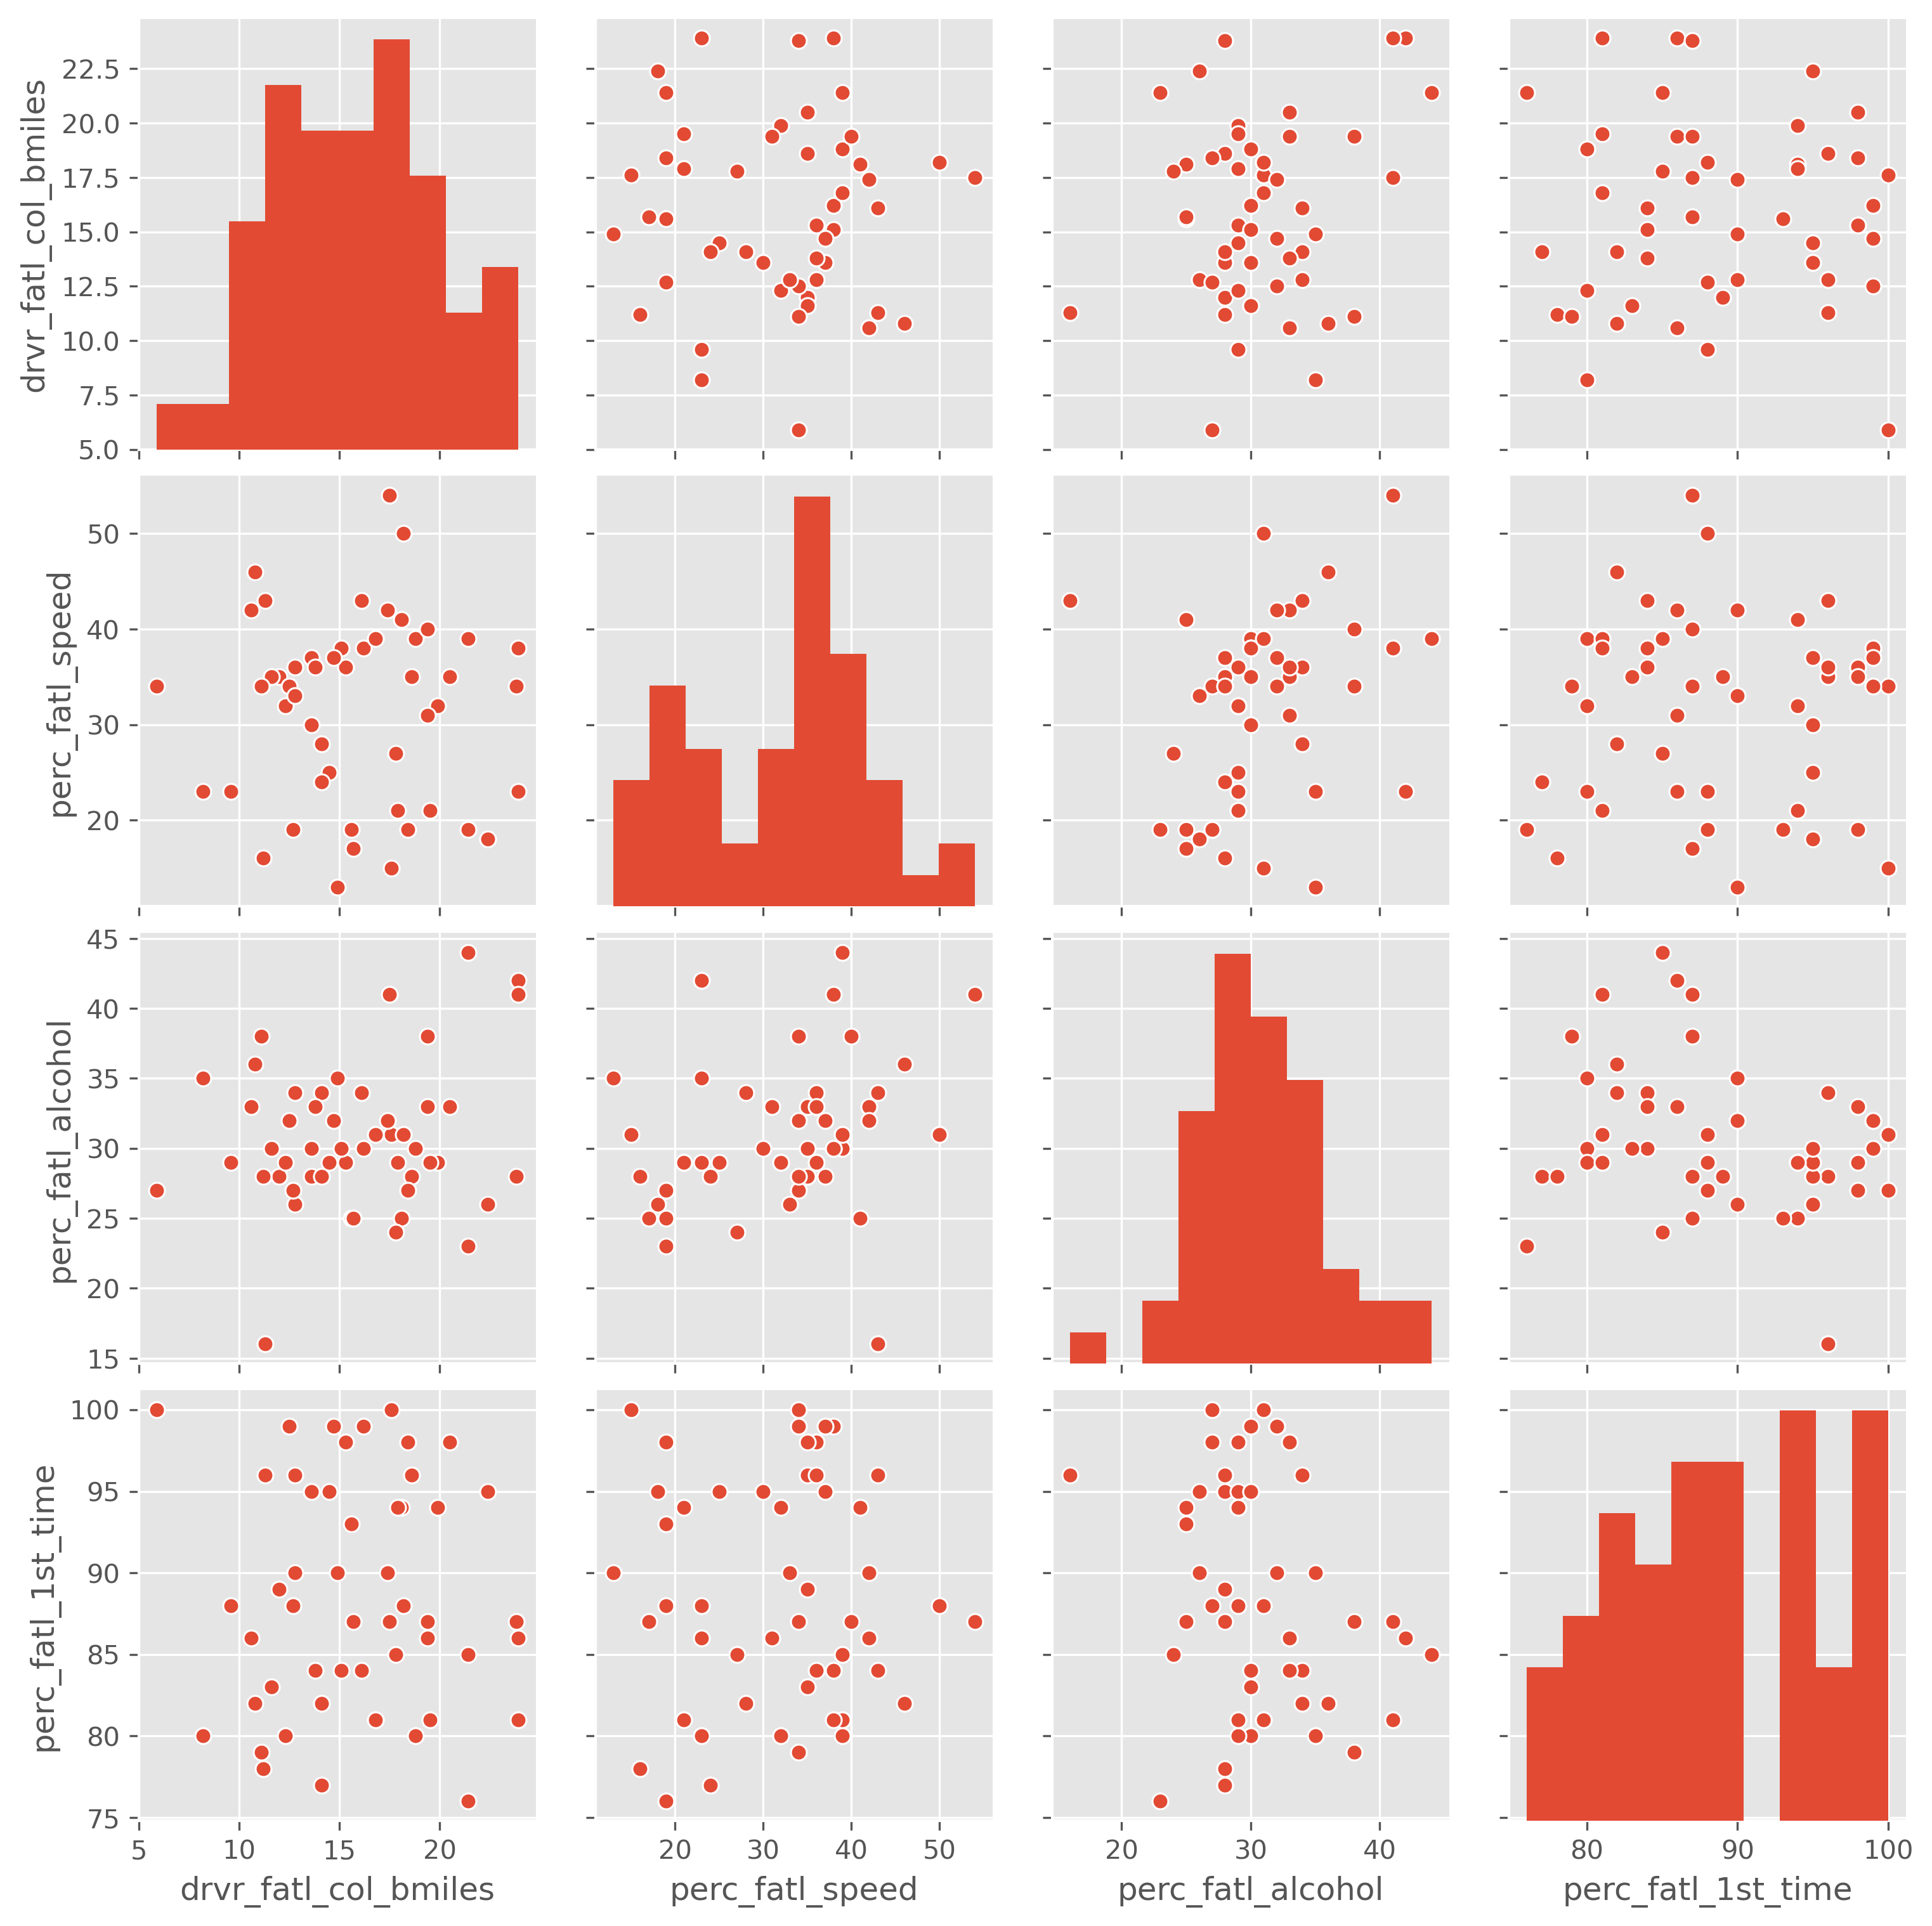 drvr_fatl_col_bmiles
22.5
20.0
17.5
15.0
12.5
10.0
7.5
5.0
perc_fatl_speed
50
40
30
20
perc_fatl_alcohol
45
40
35
30
25
20
15
perc_fatl_1st_time
100
95
90
85
80
75
5 10 15 20
20 30 40 50
20 30 40
80 90 100
drvr_fatl_col_bmiles
perc_fatl_speed
perc_fatl_alcohol
perc_fatl_1st_time